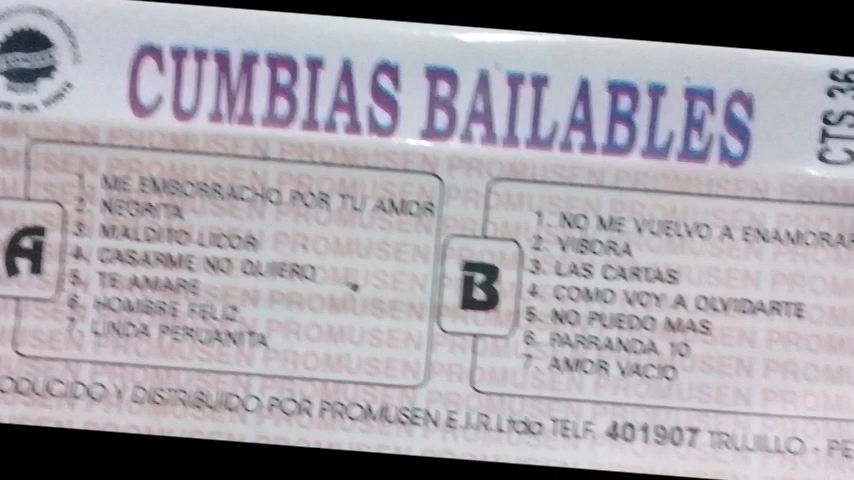 CUMBIAS BAILABLES
CTS 36
A
1. ME EMBORRACHO POR TU AMOR
2. NEGRITA
3. MALDITO LICOR
4. CASARME NO QUIERO
5. TE AMARE
6. HOMBRE FELIZ
7. LINDA PERUANITA
B
1. NO ME VUELVO A ENAMORAR
2. VIBORA
3. LAS CARTAS
4. COMO VOY A OLVIDARTE
5. NO PUEDO MAS
6. PARRANDA 10
7. AMOR VACIO
ODUCIDO Y DISTRIBUIDO POR PROMUSEN E.I.R.Ltda TELF. 401907 TRUJILLO - PE